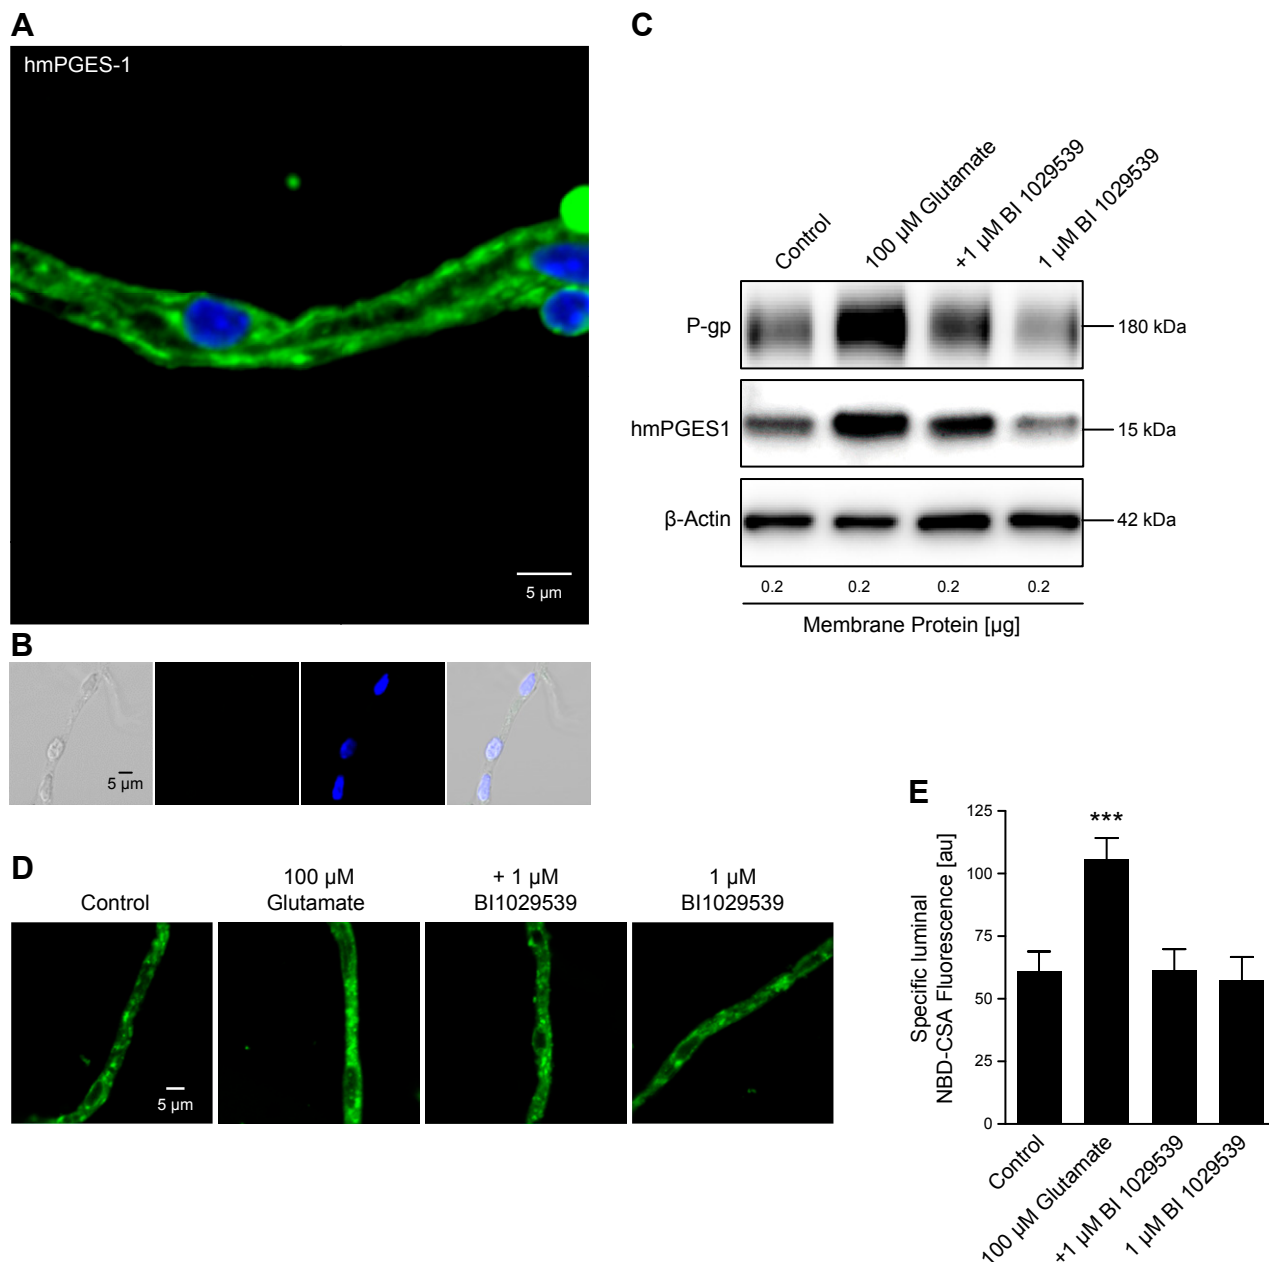 A
hmPGES-1
5 µm
B
5 µm
C
Control
100 µM Glutamate
+1 µM BI 1029539
1 µM BI 1029539
P-gp
180 kDa
hmPGES1
15 kDa
β-Actin
42 kDa
0.2 0.2 0.2 0.2
Membrane Protein [µg]
D
Control
100 µM
Glutamate
+ 1 µM
BI1029539
1 µM
BI1029539
5 µm
E
Specific luminal
NBD-CSA Fluorescence [au]
125
100
75
50
25
0
***
Control
100 µM Glutamate
+1 µM BI 1029539
1 µM BI 1029539